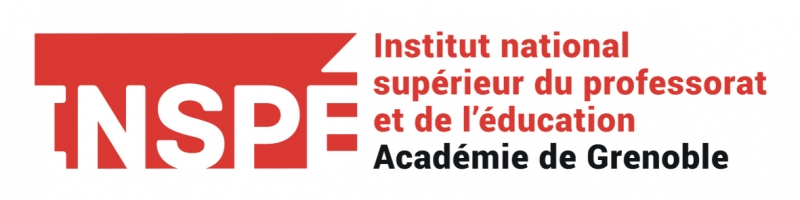 INSPÉ
Institut national
supérieur du professorat
et de l'éducation
Académie de Grenoble